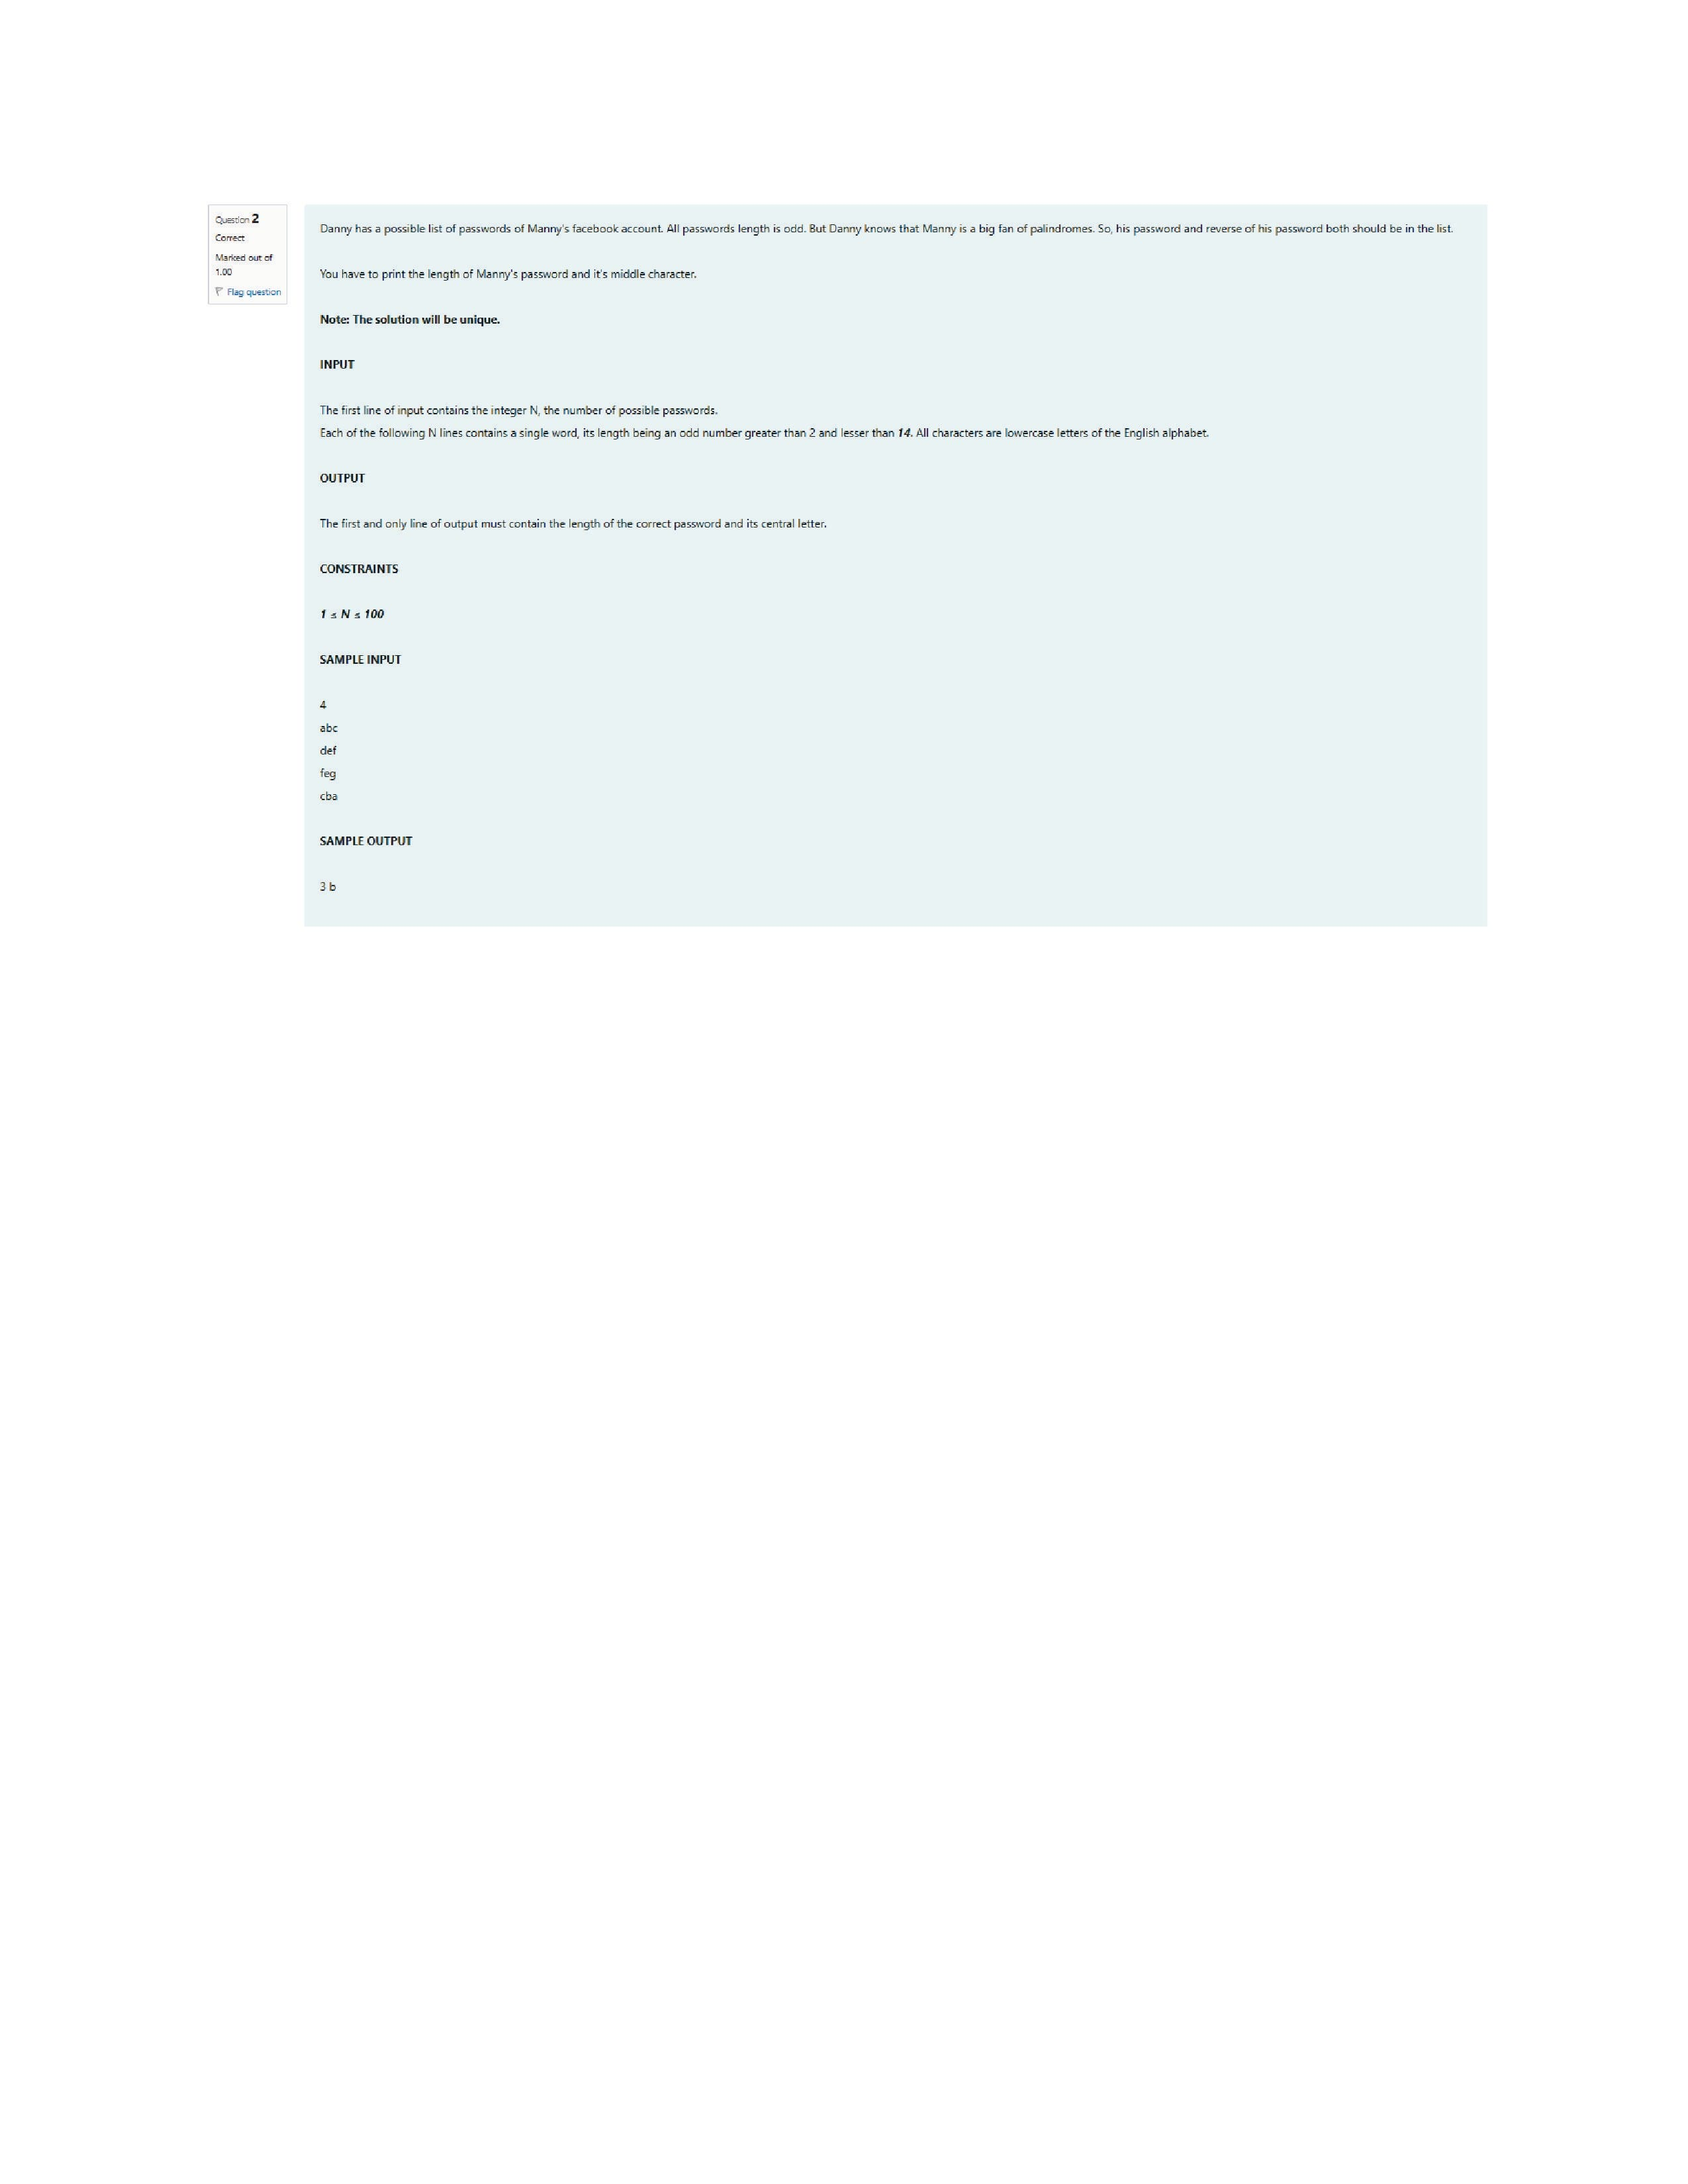 Question 2
Correct
Marked out of
1.00
Flag question
Danny has a possible list of passwords of Manny's facebook account. All passwords length is odd. But Danny knows that Manny is a big fan of palindromes. So, his password and reverse of his password both should be in the list.
You have to print the length of Manny's password and it's middle character.
Note: The solution will be unique.
INPUT
The first line of input contains the integer N, the number of possible passwords.
Each of the following N lines contains a single word, its length being an odd number greater than 2 and lesser than 14. All characters are lowercase letters of the English alphabet.
OUTPUT
The first and only line of output must contain the length of the correct password and its central letter.
CONSTRAINTS
1 ≤ N ≤ 100
SAMPLE INPUT
4
abc
def
feg
cba
SAMPLE OUTPUT
3 b